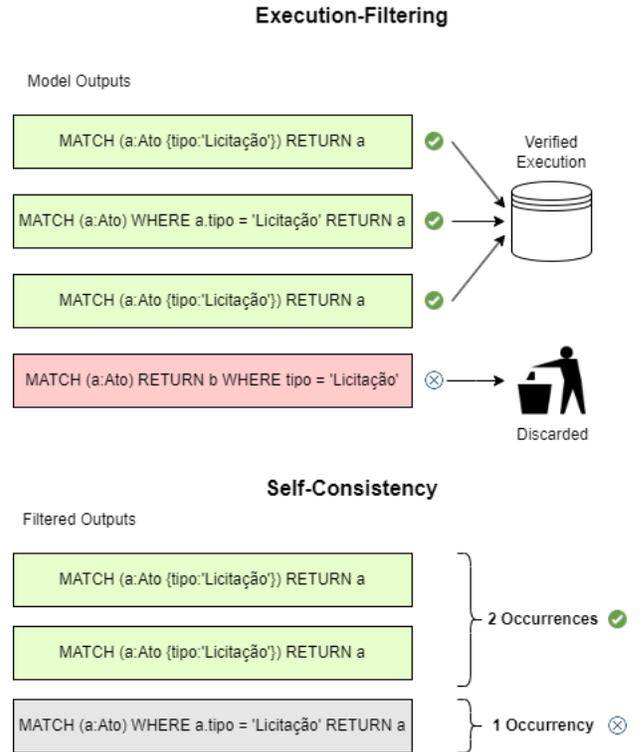 Execution-Filtering
Model Outputs
MATCH (a:Ato {tipo:'Licitação'}) RETURN a
Verified
Execution
MATCH (a:Ato) WHERE a.tipo = 'Licitação' RETURN a
MATCH (a:Ato {tipo:'Licitação'}) RETURN a
MATCH (a:Ato) RETURN b WHERE tipo = 'Licitação'
Discarded
Self-Consistency
Filtered Outputs
MATCH (a:Ato {tipo:'Licitação'}) RETURN a
2 Occurrences
MATCH (a:Ato {tipo:'Licitação'}) RETURN a
MATCH (a:Ato) WHERE a.tipo = 'Licitação' RETURN a
1 Occurrency